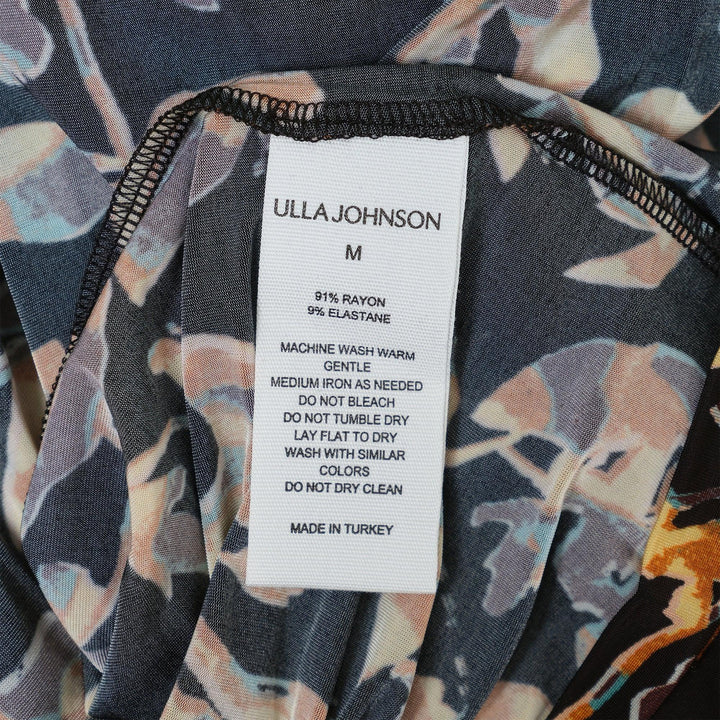 ULLA JOHNSON
M
91% RAYON
9% ELASTANE
MACHINE WASH WARM
GENTLE
MEDIUM IRON AS NEEDED
DO NOT BLEACH
DO NOT TUMBLE DRY
LAY FLAT TO DRY
WASH WITH SIMILAR
COLORS
DO NOT DRY CLEAN
MADE IN TURKEY